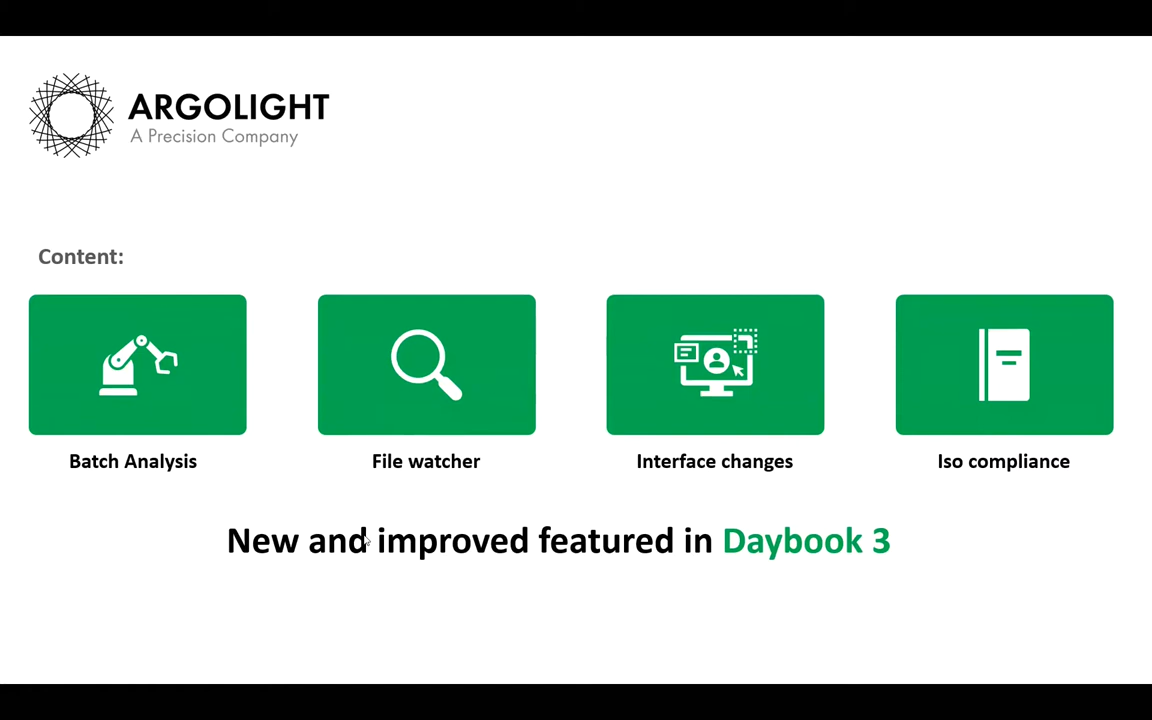 ARGOLIGHT
A Precision Company
Content:
Batch Analysis
File watcher
Interface changes
Iso compliance
New and improved featured in Daybook 3